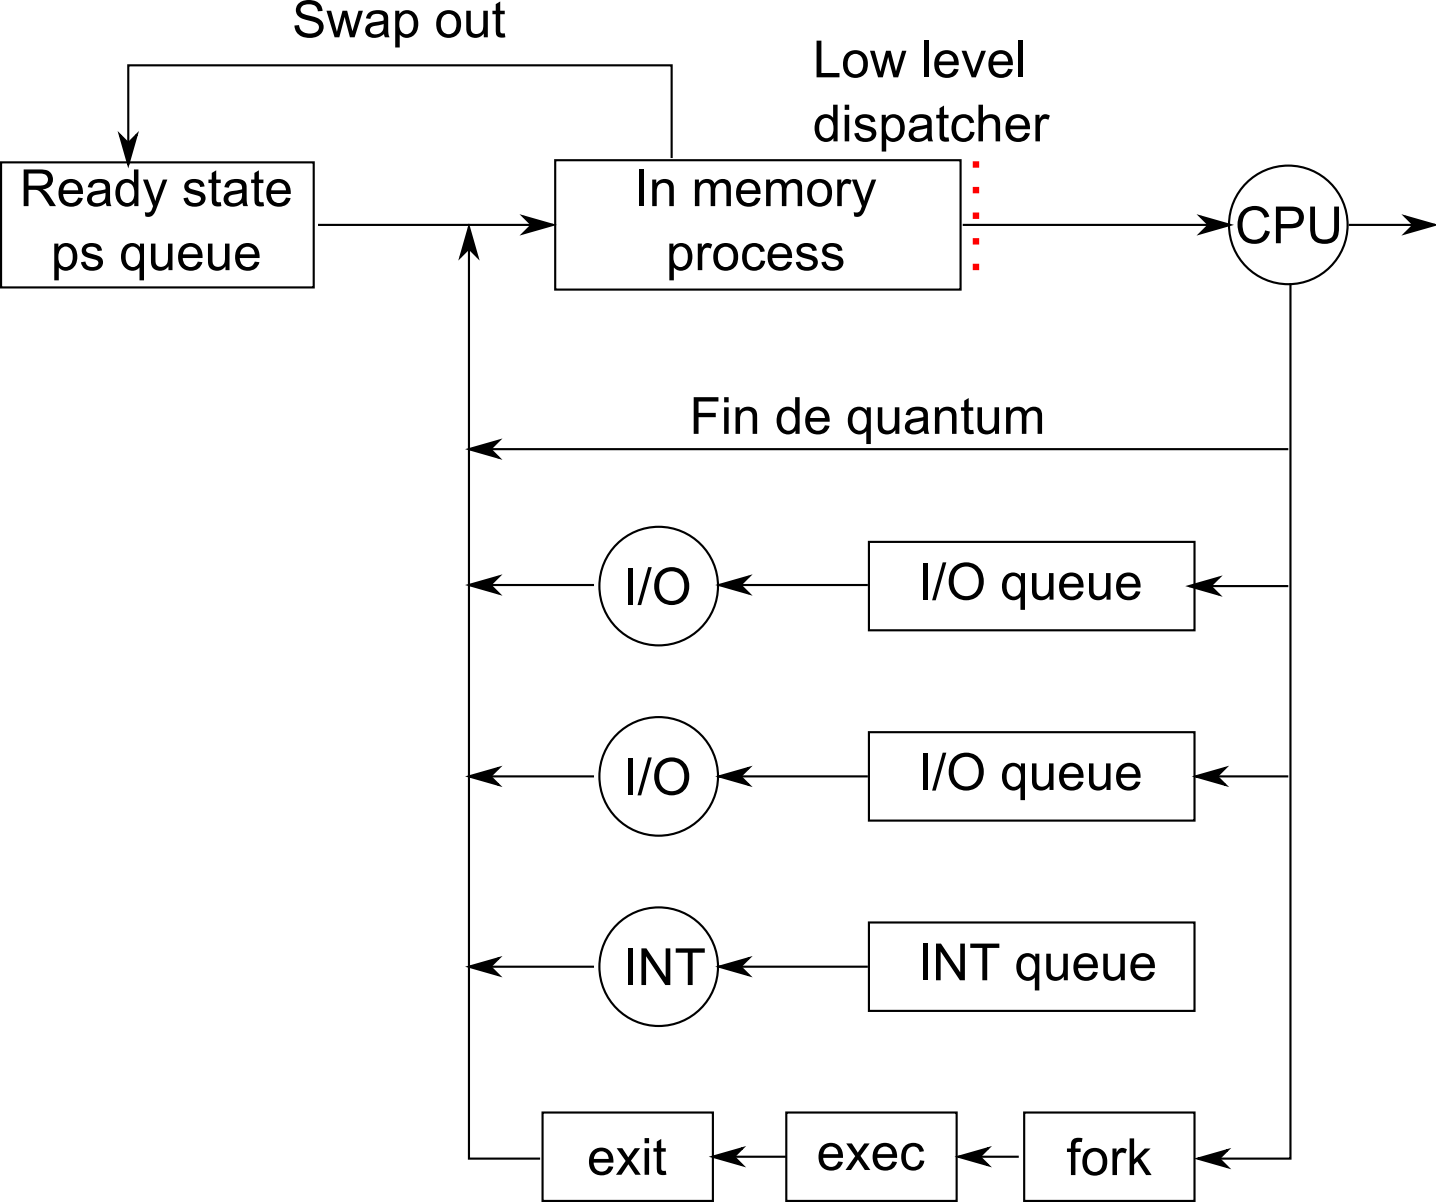 Swap out
Low level
dispatcher
Ready state
ps queue
In memory
process
CPU
Fin de quantum
I/O
I/O queue
I/O
I/O queue
INT
INT queue
exit
exec
fork